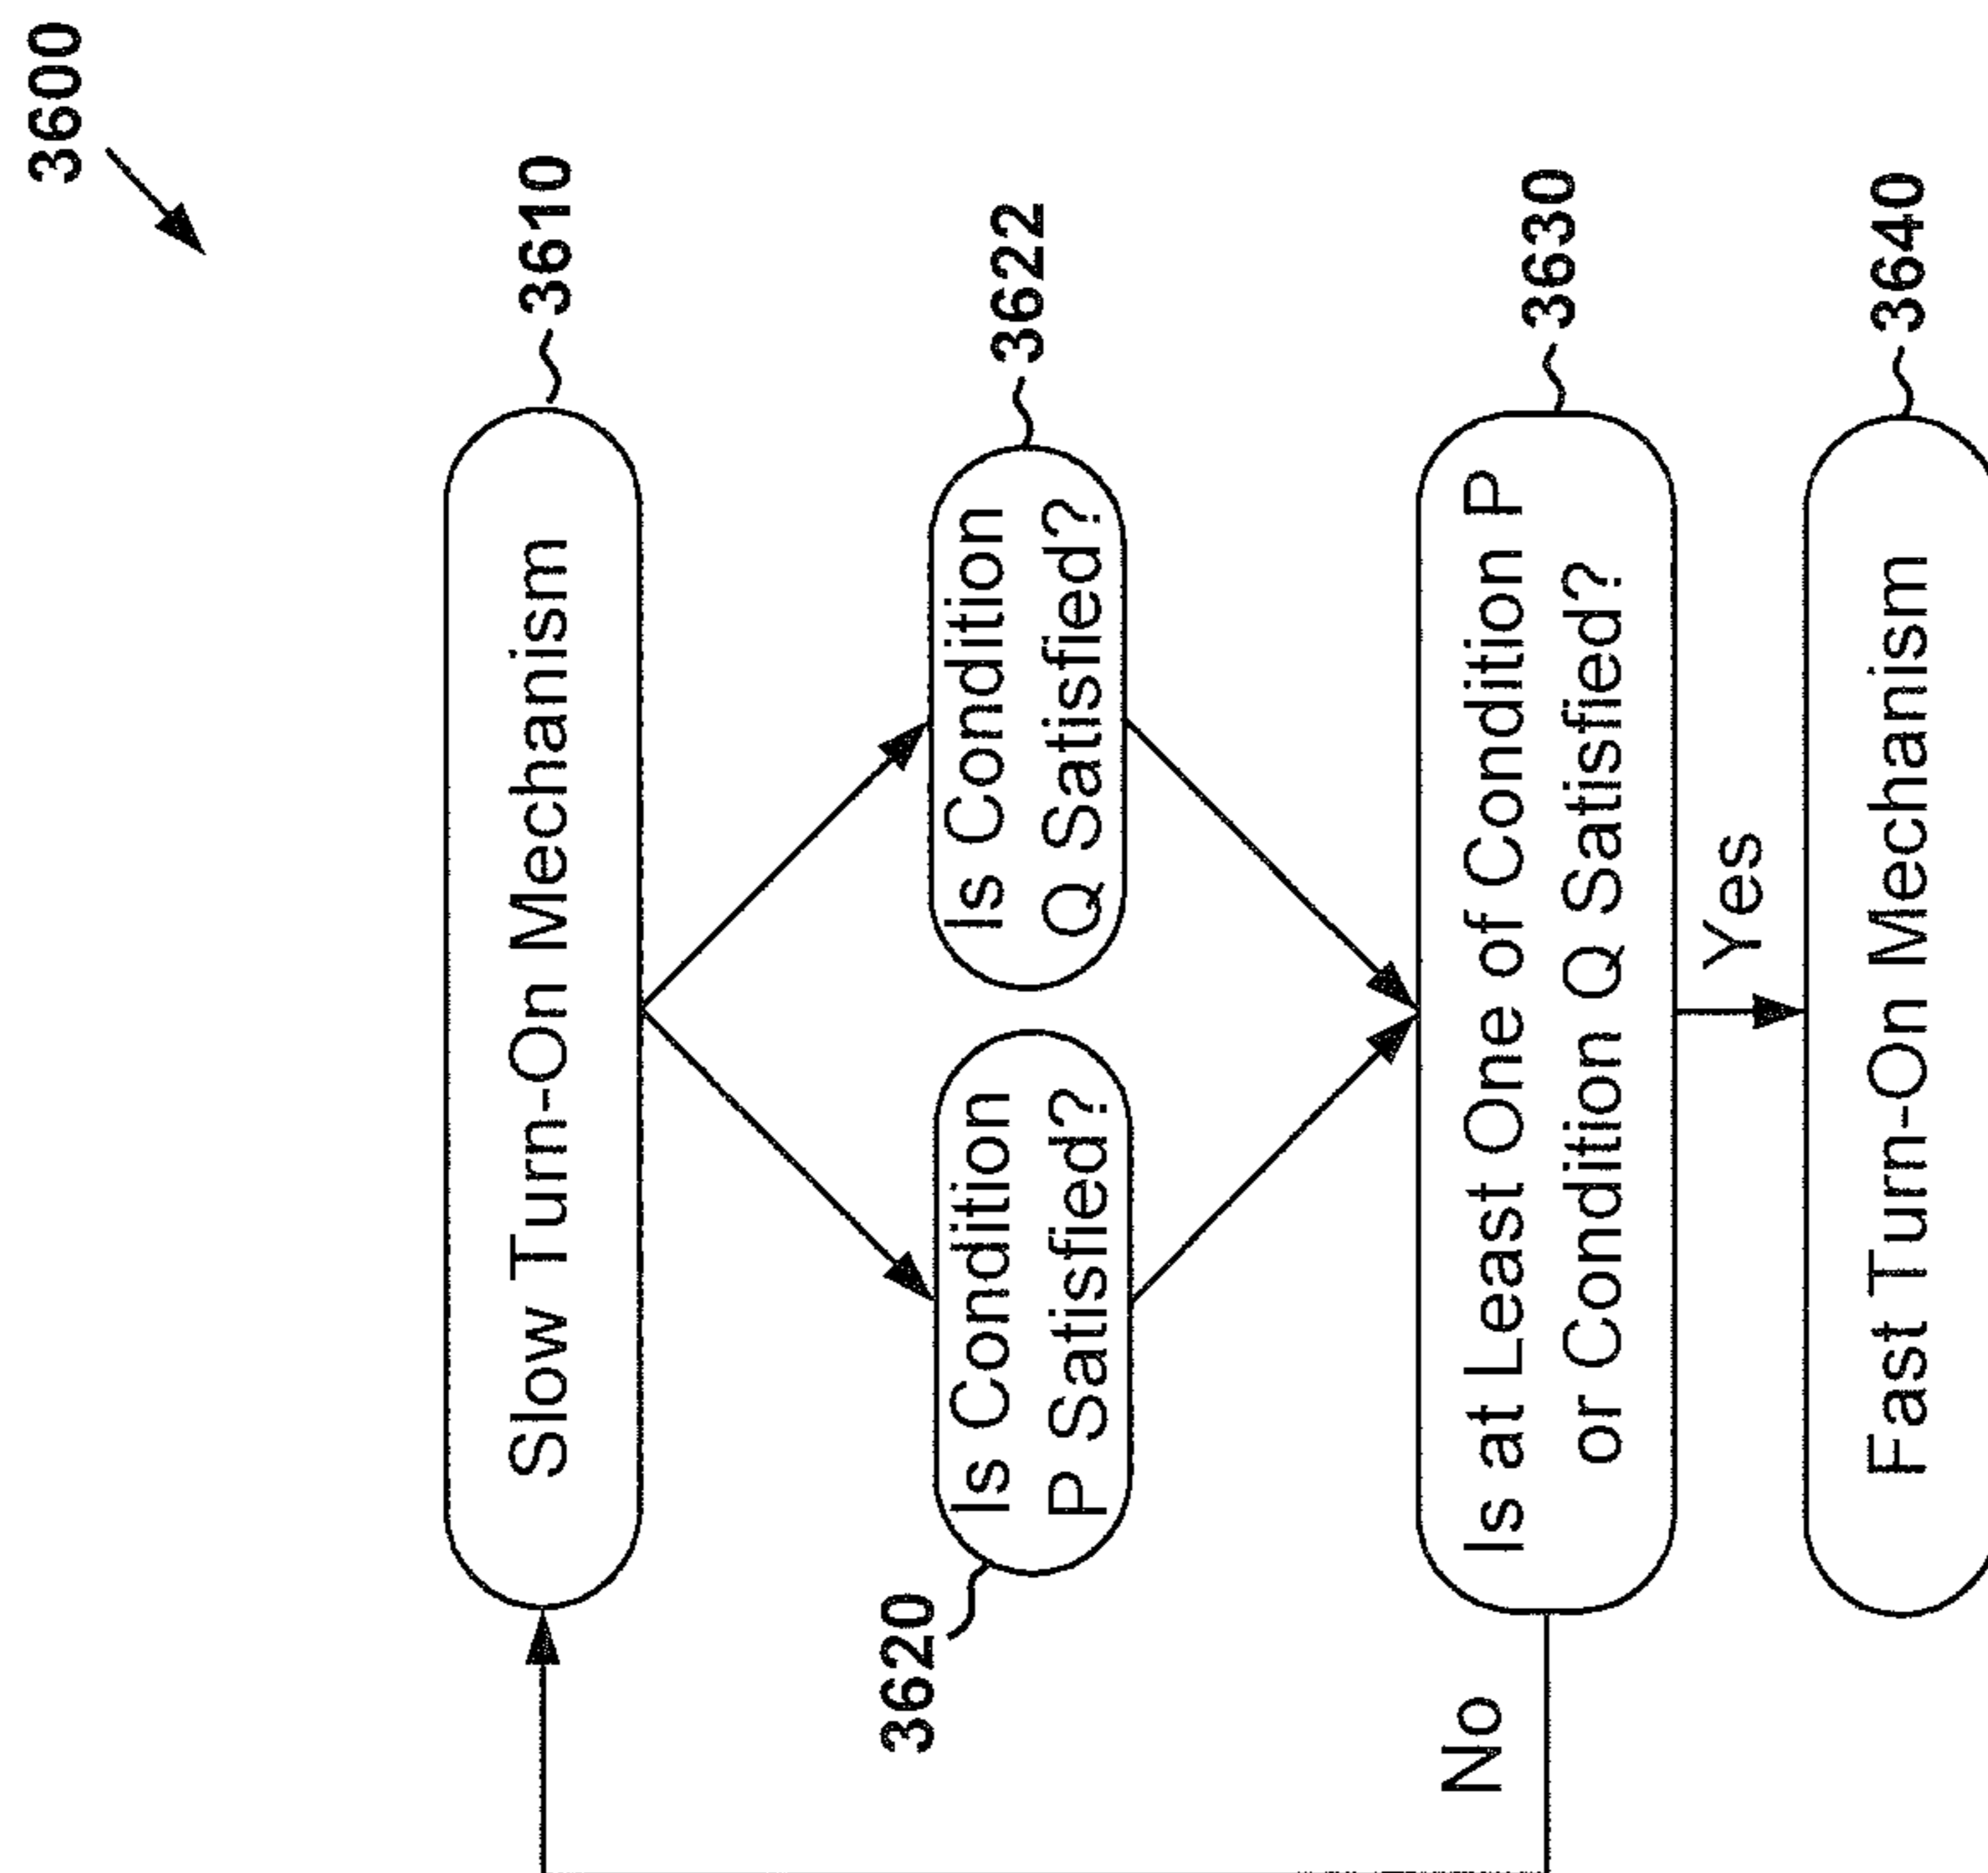 3600
Slow Turn-On Mechanism
3610
Is Condition
P Satisfied?
3620
Is Condition
Q Satisfied?
3622
Is at Least One of Condition P
or Condition Q Satisfied?
3630
No
Yes
Fast Turn-On Mechanism
3640